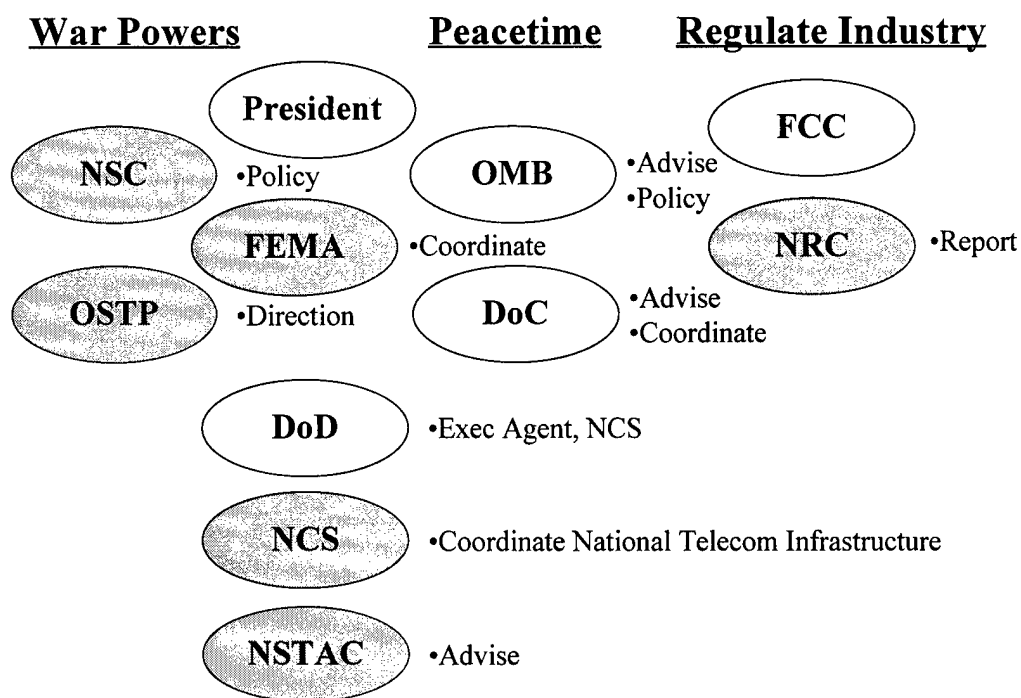 War Powers
Peacetime
Regulate Industry
President
FCC
NSC
•Policy
OMB
•Advise
•Policy
FEMA
•Coordinate
NRC
•Report
OSTP
•Direction
DoC
•Advise
•Coordinate
DoD
•Exec Agent, NCS
NCS
•Coordinate National Telecom Infrastructure
NSTAC
•Advise